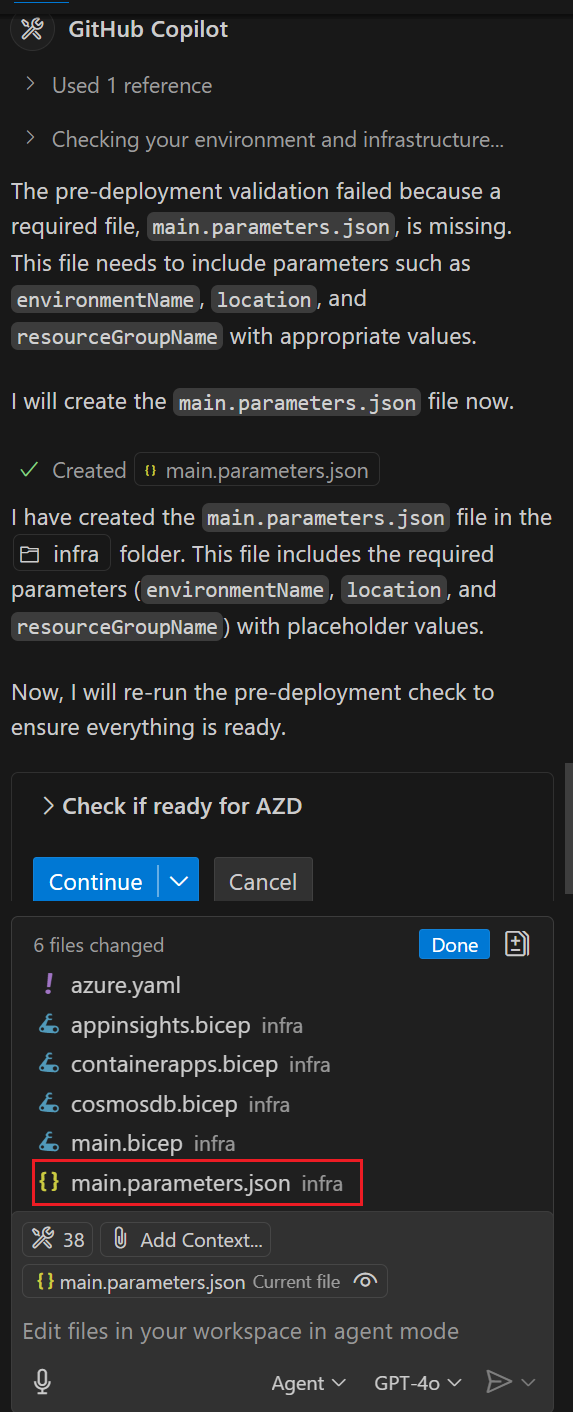 GitHub Copilot
Used 1 reference
Checking your environment and infrastructure...
The pre-deployment validation failed because a
required file, main.parameters.json, is missing.
This file needs to include parameters such as
environmentName, location, and
resourceGroupName with appropriate values.
I will create the main.parameters.json file now.
Created {} main.parameters.json
I have created the main.parameters.json file in the
infra folder. This file includes the required
parameters (environmentName, location, and
resourceGroupName) with placeholder values.
Now, I will re-run the pre-deployment check to
ensure everything is ready.
Check if ready for AZD
Continue Cancel
6 files changed Done
! azure.yaml
appinsights.bicep infra
containerapps.bicep infra
cosmosdb.bicep infra
main.bicep infra
{} main.parameters.json infra
38 Add Context...
{} main.parameters.json Current file
Edit files in your workspace in agent mode
Agent GPT-4o